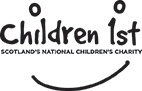 children 1st
SCOTLAND'S NATIONAL CHILDREN'S CHARITY